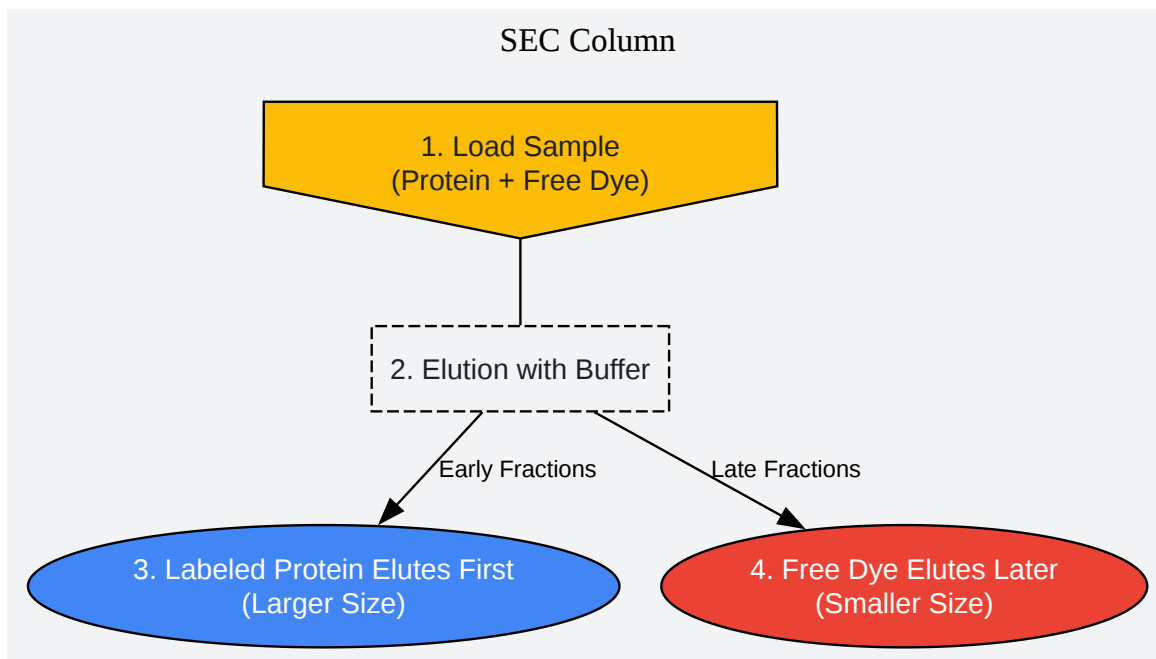 SEC Column
1. Load Sample
(Protein + Free Dye)
2. Elution with Buffer
Early Fractions
Late Fractions
3. Labeled Protein Elutes First
(Larger Size)
4. Free Dye Elutes Later
(Smaller Size)